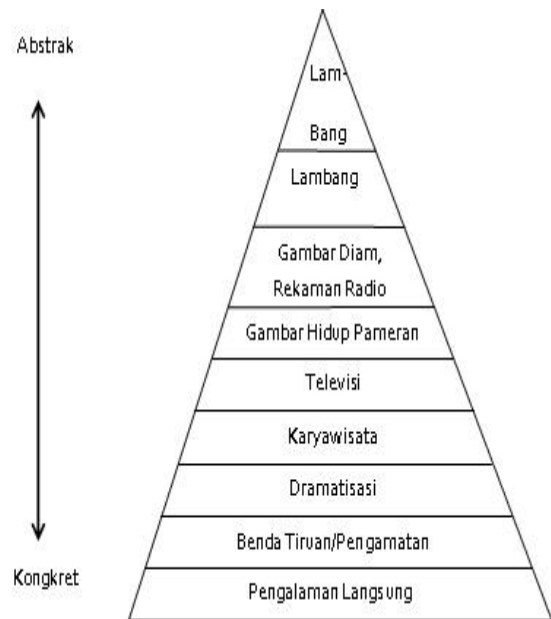 Abstrak
Lam-
Bang
Lambang
Gambar Diam,
Rekaman Radio
Gambar Hidup Pameran
Televisi
Karyawisata
Dramatisasi
Benda Tiruan/Pengamatan
Kongkret
Pengalaman Langsung